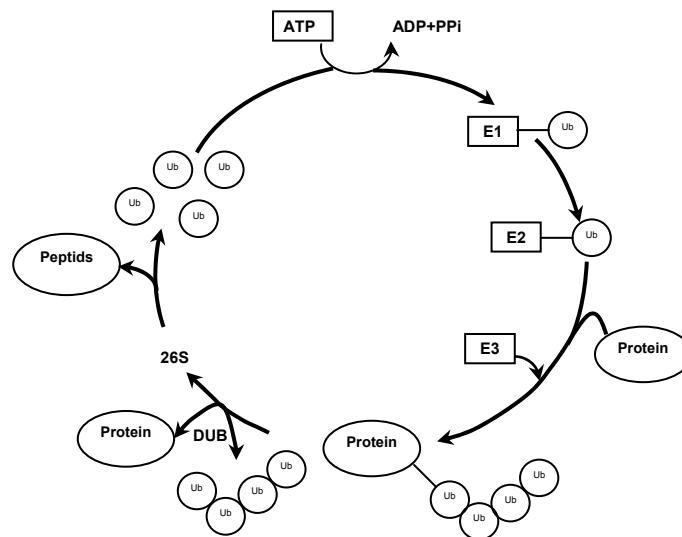 ATP
ADP+PPi
E1
Ub
E2
Ub
Protein
E3
Protein
Ub
Ub
Ub
Ub
Ub
Ub
Ub
Ub
DUB
Protein
26S
Peptids
Ub
Ub
Ub
Ub